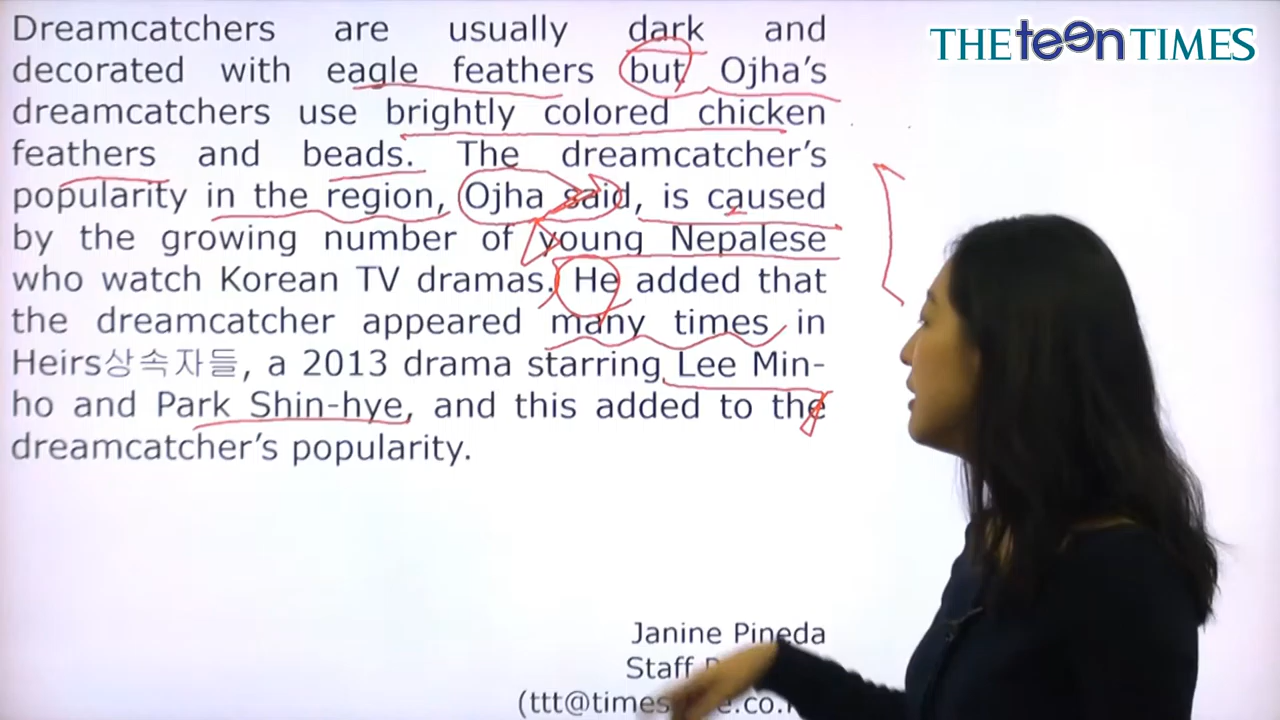 THE teen TIMES
Dreamcatchers are usually dark and
decorated with eagle feathers but Ojha's
dreamcatchers use brightly colored chicken
feathers and beads. The dreamcatcher's
popularity in the region, Ojha said, is caused
by the growing number of young Nepalese
who watch Korean TV dramas. He added that
the dreamcatcher appeared many times in
Heirs상속자들, a 2013 drama starring Lee Min-
ho and Park Shin-hye, and this added to the
dreamcatcher's popularity.
Janine Pineda
Staff